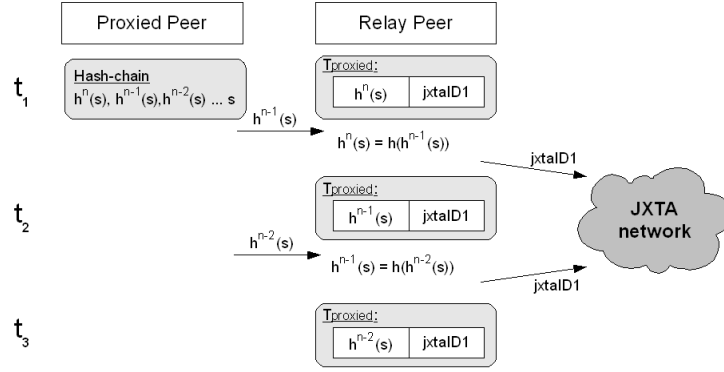 Proxied Peer
Relay Peer
t1
Hash-chain
h^n(s), h^n-1(s),h^n-2(s) ... s
Tproxied:
h^n(s) jxtaID1
h^n-1(s)
h^n(s) = h(h^n-1(s))
jxtaID1
t2
Tproxied:
h^n-1(s) jxtaID1
JXTA
network
h^n-2(s)
h^n-1(s) = h(h^n-2(s))
jxtaID1
t3
Tproxied:
h^n-2(s) jxtaID1